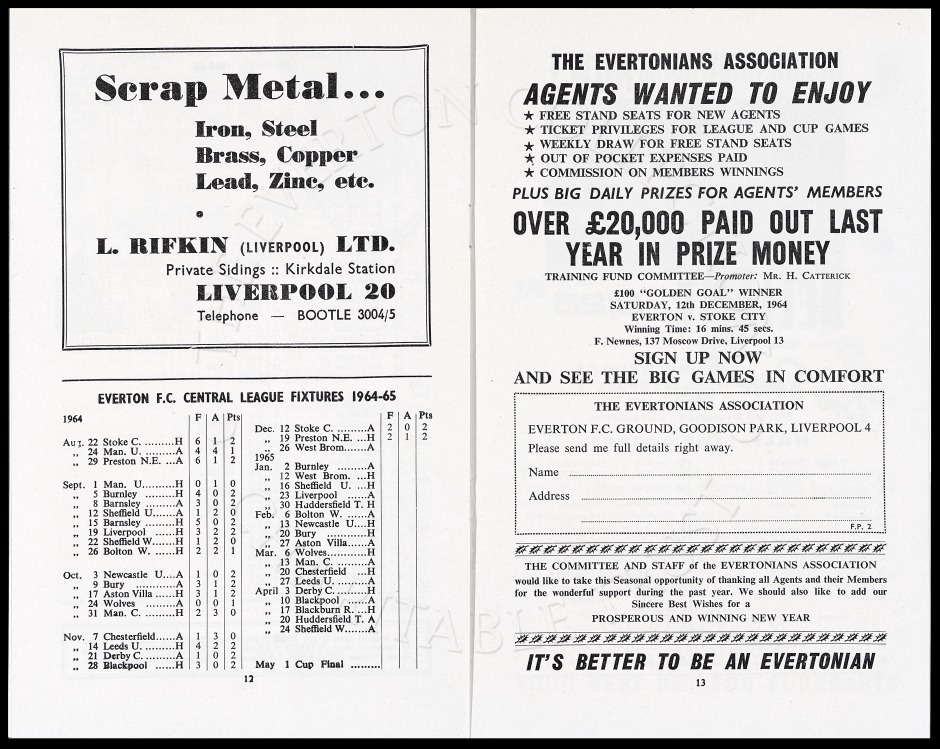 Scrap Metal...
Iron, Steel
Brass, Copper
Lead, Zinc, etc.
L. RIFKIN (LIVERPOOL) LTD.
Private Sidings :: Kirkdale Station
LIVERPOOL 20
Telephone — BOOTLE 3004/5
EVERTON F.C. CENTRAL LEAGUE FIXTURES 1964-65
1964 F A Pts
Aug. 22 Stoke C. .........H 6 1 2
„ 24 Man. U. .......A 4 4 1
„ 29 Preston N.E. ...A 6 1 2
Sept. 1 Man. U.........H 0 1 0
„ 5 Burnley .........H 4 0 2
„ 8 Barnsley .........A 3 0 2
„ 12 Sheffield U......A 1 2 0
„ 15 Barnsley .........H 5 0 2
„ 19 Liverpool ......H 3 2 2
„ 22 Sheffield W......H 1 2 0
„ 26 Bolton W. ......H 2 2 1
Oct. 3 Newcastle U....A 1 0 2
„ 9 Bury ............A 3 1 2
„ 17 Aston Villa ......H 3 1 2
„ 24 Wolves .........A 0 0 1
„ 31 Man. C. .........H 2 3 0
Nov. 7 Chesterfield......A 1 3 0
„ 14 Leeds U. .........H 4 2 2
„ 21 Derby C. .........A 1 0 2
„ 28 Blackpool ......H 3 0 2
F A Pts
Dec. 12 Stoke C. .........A 2 0 2
„ 19 Preston N.E. ...H 2 1 2
„ 26 West Brom.......A
1965
Jan. 2 Burnley .........A
„ 12 West Brom. ...H
„ 16 Sheffield U. ...H
„ 23 Liverpool ......A
„ 30 Huddersfield T. H
Feb. 6 Bolton W. ......A
„ 13 Newcastle U....H
„ 20 Bury ............H
„ 27 Aston Villa......A
Mar. 6 Wolves............H
„ 13 Man. C. .........A
„ 20 Chesterfield ...H
„ 27 Leeds U. .........A
April 3 Derby C. .........H
„ 10 Blackpool ......A
„ 17 Blackburn R. ...H
„ 20 Huddersfield T. A
„ 24 Sheffield W......A
May 1 Cup Final .........
12
THE EVERTONIANS ASSOCIATION
AGENTS WANTED TO ENJOY
★ FREE STAND SEATS FOR NEW AGENTS
★ TICKET PRIVILEGES FOR LEAGUE AND CUP GAMES
★ WEEKLY DRAW FOR FREE STAND SEATS
★ OUT OF POCKET EXPENSES PAID
★ COMMISSION ON MEMBERS WINNINGS
PLUS BIG DAILY PRIZES FOR AGENTS' MEMBERS
OVER £20,000 PAID OUT LAST
YEAR IN PRIZE MONEY
TRAINING FUND COMMITTEE—Promoter: MR. H. CATTERICK
£100 "GOLDEN GOAL" WINNER
SATURDAY, 12th DECEMBER, 1964
EVERTON v. STOKE CITY
Winning Time: 16 mins. 45 secs.
F. Newnes, 137 Moscow Drive, Liverpool 13
SIGN UP NOW
AND SEE THE BIG GAMES IN COMFORT
THE EVERTONIANS ASSOCIATION
EVERTON F.C. GROUND, GOODISON PARK, LIVERPOOL 4
Please send me full details right away.
Name
Address
F.P. 2
THE COMMITTEE AND STAFF of the EVERTONIANS ASSOCIATION
would like to take this Seasonal opportunity of thanking all Agents and their Members
for the wonderful support during the past year. We should also like to add our
Sincere Best Wishes for a
PROSPEROUS AND WINNING NEW YEAR
IT'S BETTER TO BE AN EVERTONIAN
13